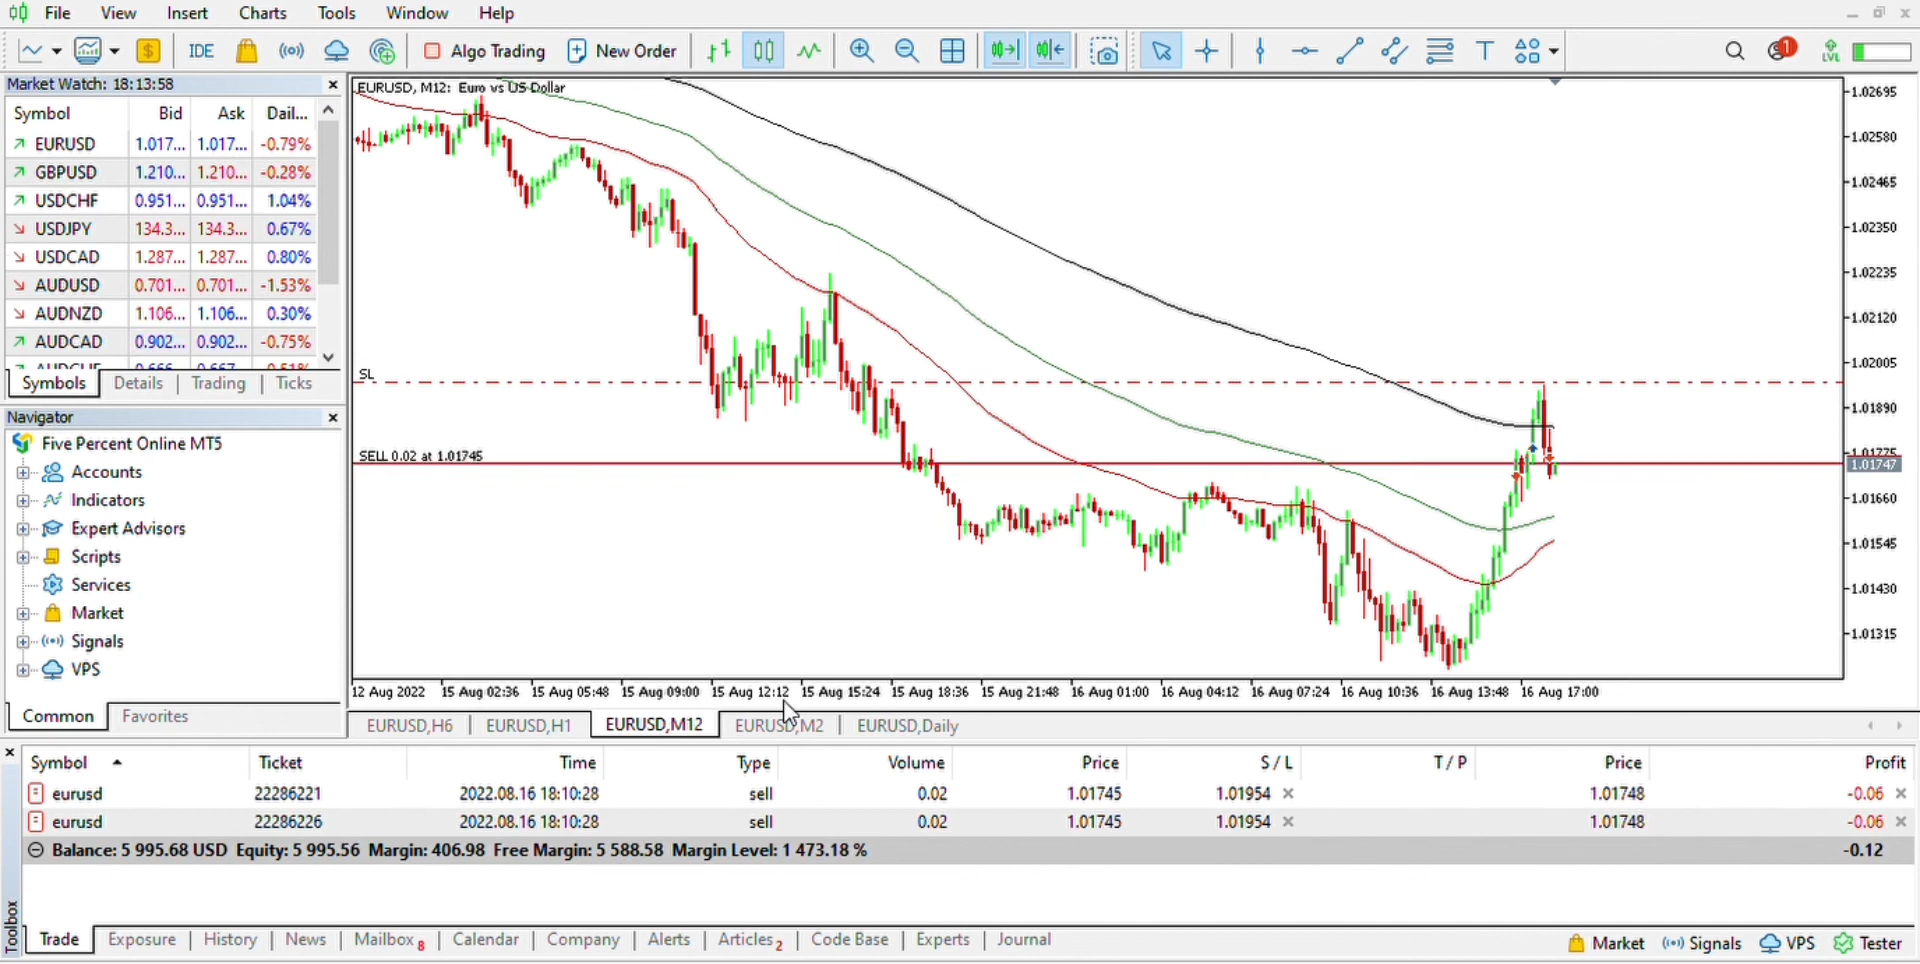 File View Insert Charts Tools Window Help
IDE Algo Trading New Order T 1 LVL
Market Watch: 18:13:58
Symbol Bid Ask Dail...
EURUSD 1.017... 1.017... -0.79%
GBPUSD 1.210... 1.210... -0.28%
USDCHF 0.951... 0.951... 1.04%
USDJPY 134.3... 134.3... 0.67%
USDCAD 1.287... 1.287... 0.80%
AUDUSD 0.701... 0.701... -1.53%
AUDNZD 1.106... 1.106... 0.30%
AUDCAD 0.902... 0.902... -0.75%
Symbols Details Trading Ticks
Navigator
Five Percent Online MT5
Accounts
Indicators
Expert Advisors
Scripts
Services
Market
Signals
VPS
Common Favorites
EURUSD, M12: Euro vs US Dollar
SL
SELL 0.02 at 1.01745
1.02695
1.02580
1.02465
1.02350
1.02235
1.02120
1.02005
1.01890
1.01775
1.01747
1.01660
1.01545
1.01430
1.01315
12 Aug 2022 15 Aug 02:36 15 Aug 05:48 15 Aug 09:00 15 Aug 12:12 15 Aug 15:24 15 Aug 18:36 15 Aug 21:48 16 Aug 01:00 16 Aug 04:12 16 Aug 07:24 16 Aug 10:36 16 Aug 13:48 16 Aug 17:00
EURUSD,H6 EURUSD,H1 EURUSD,M12 EURUSD,M2 EURUSD,Daily
Symbol Ticket Time Type Volume Price S / L T / P Price Profit
eurusd 22286221 2022.08.16 18:10:28 sell 0.02 1.01745 1.01954 1.01748 -0.06
eurusd 22286226 2022.08.16 18:10:28 sell 0.02 1.01745 1.01954 1.01748 -0.06
Balance: 5 995.68 USD Equity: 5 995.56 Margin: 406.98 Free Margin: 5 588.58 Margin Level: 1 473.18 % -0.12
Toolbox
Trade Exposure History News Mailbox 8 Calendar Company Alerts Articles 2 Code Base Experts Journal
Market Signals VPS Tester